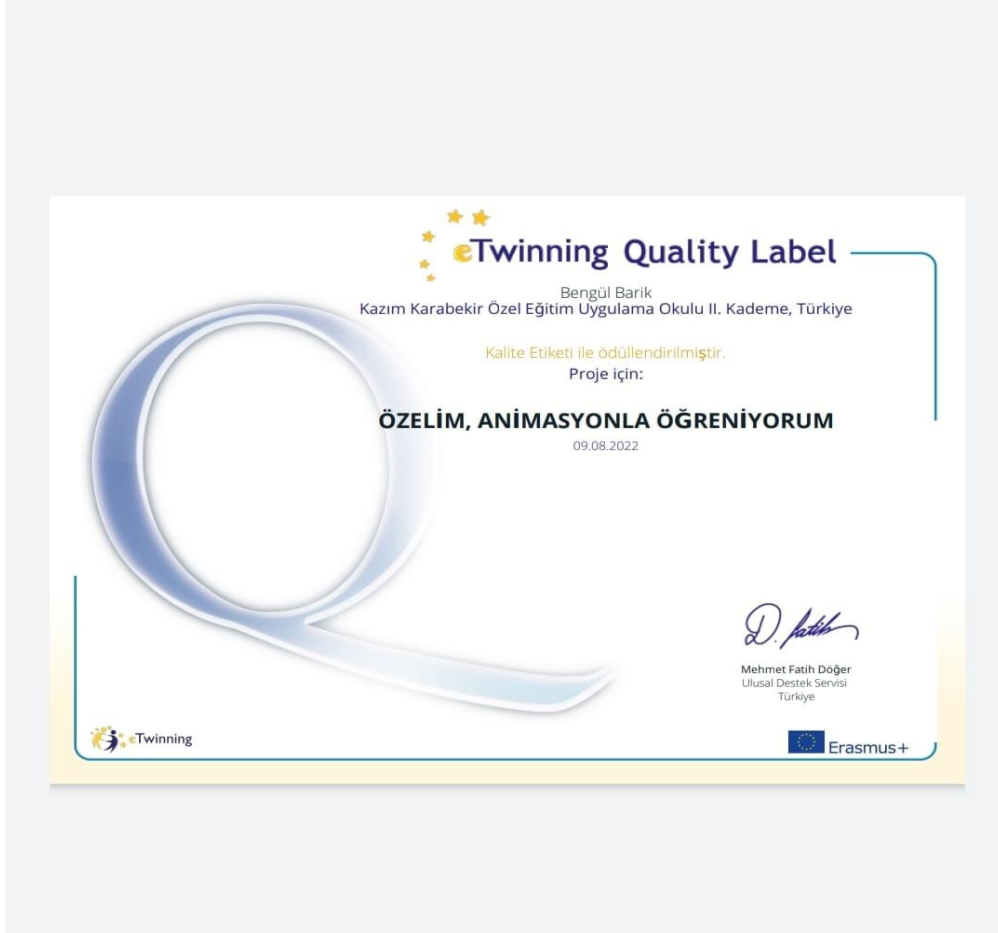 eTwinning Quality Label
Bengül Barik
Kazım Karabekir Özel Eğitim Uygulama Okulu II. Kademe, Türkiye
Kalite Etiketi ile ödüllendirilmiştir.
Proje için:
ÖZELİM, ANİMASYONLA ÖĞRENİYORUM
09.08.2022
D. fatih
Mehmet Fatih Döğer
Ulusal Destek Servisi
Türkiye
eTwinning
Erasmus+